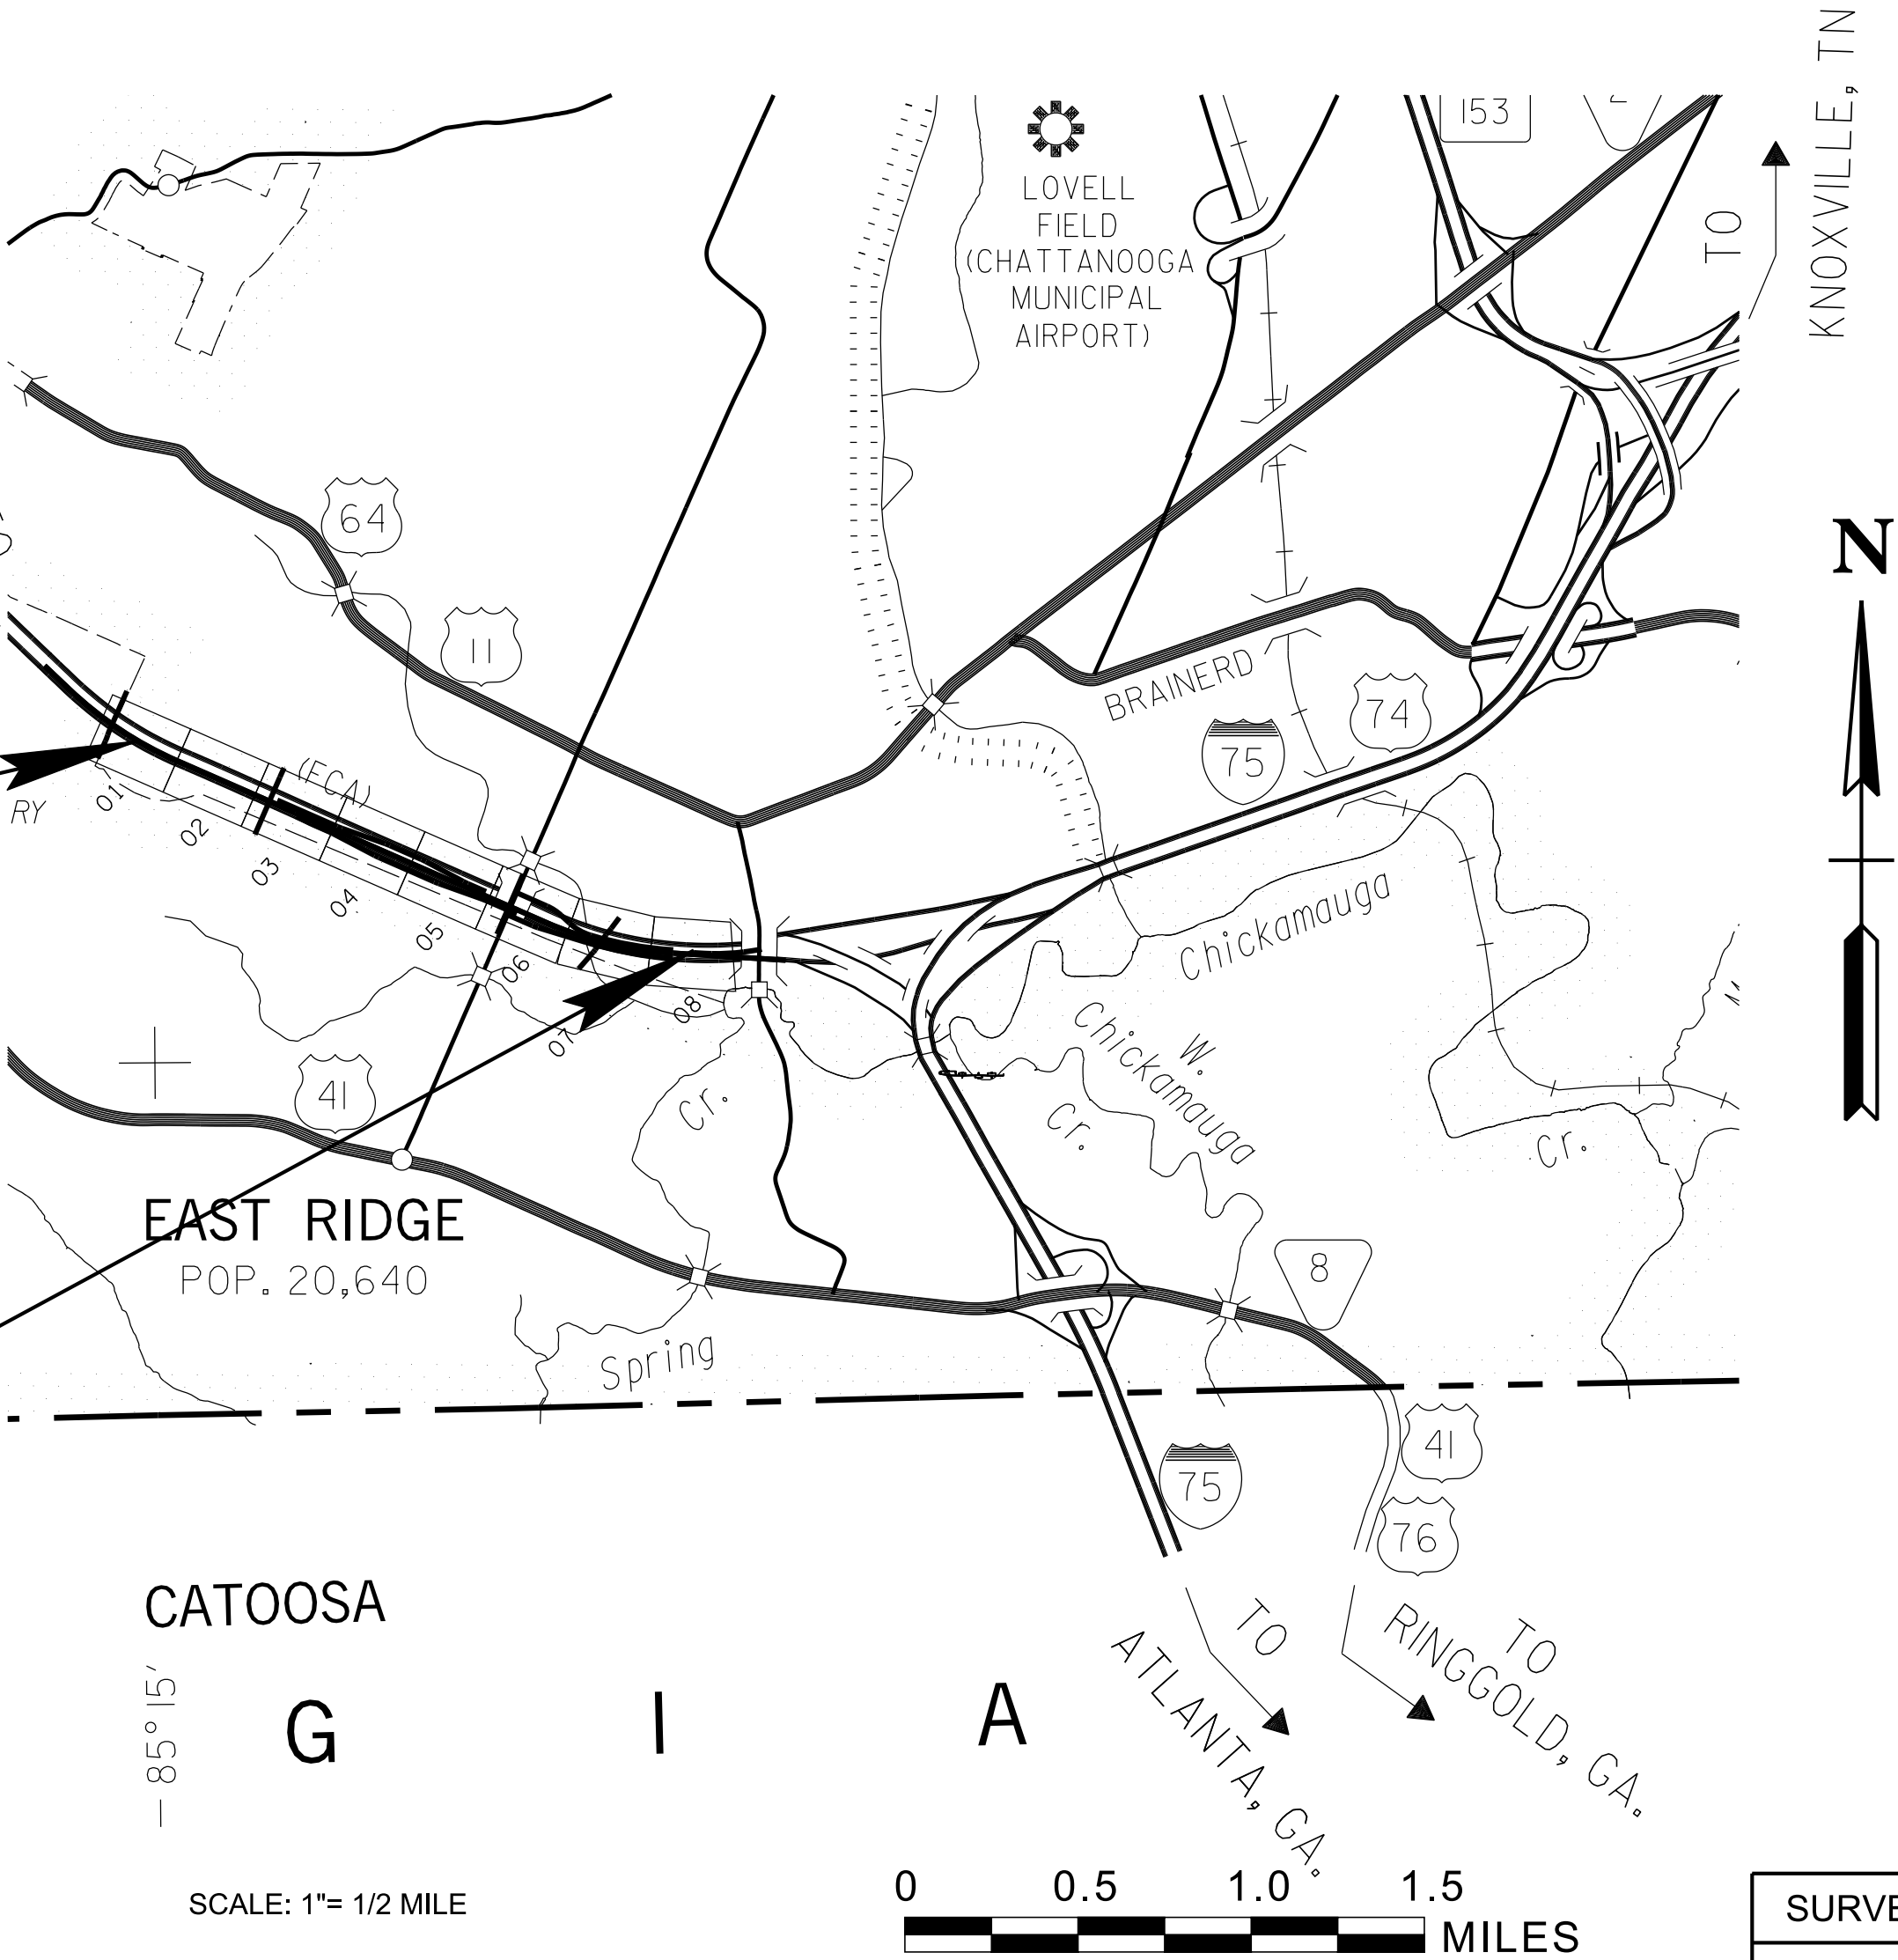 KNOXVILLE, TN
TO
153
LOVELL
FIELD
(CHATTANOOGA
MUNICIPAL
AIRPORT)
64
N
11
BRAINERD
74
75
(FCA)
RY
01
02
03
04
05
06
07
08
Chickamauga
W.
Chickamauga
Cr.
Cr.
Cr.
41
EAST RIDGE
POP. 20,640
8
Spring
41
75
76
CATOOSA
TO
ATLANTA, GA.
TO
RINGGOLD, GA.
85° 15'
G I A
SCALE: 1"= 1/2 MILE
0 0.5 1.0 1.5
MILES